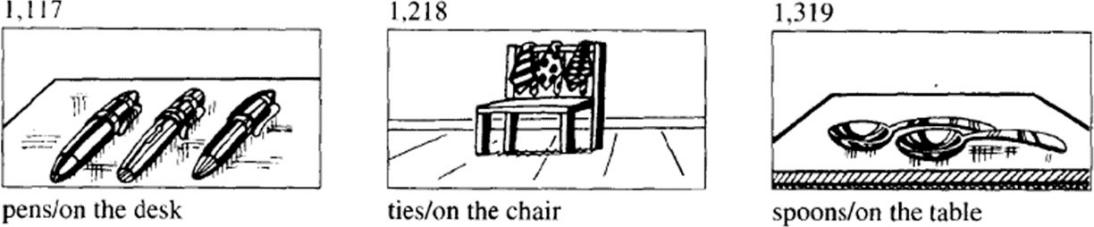 1,117
1,218
1,319
pens/on the desk
ties/on the chair
spoons/on the table